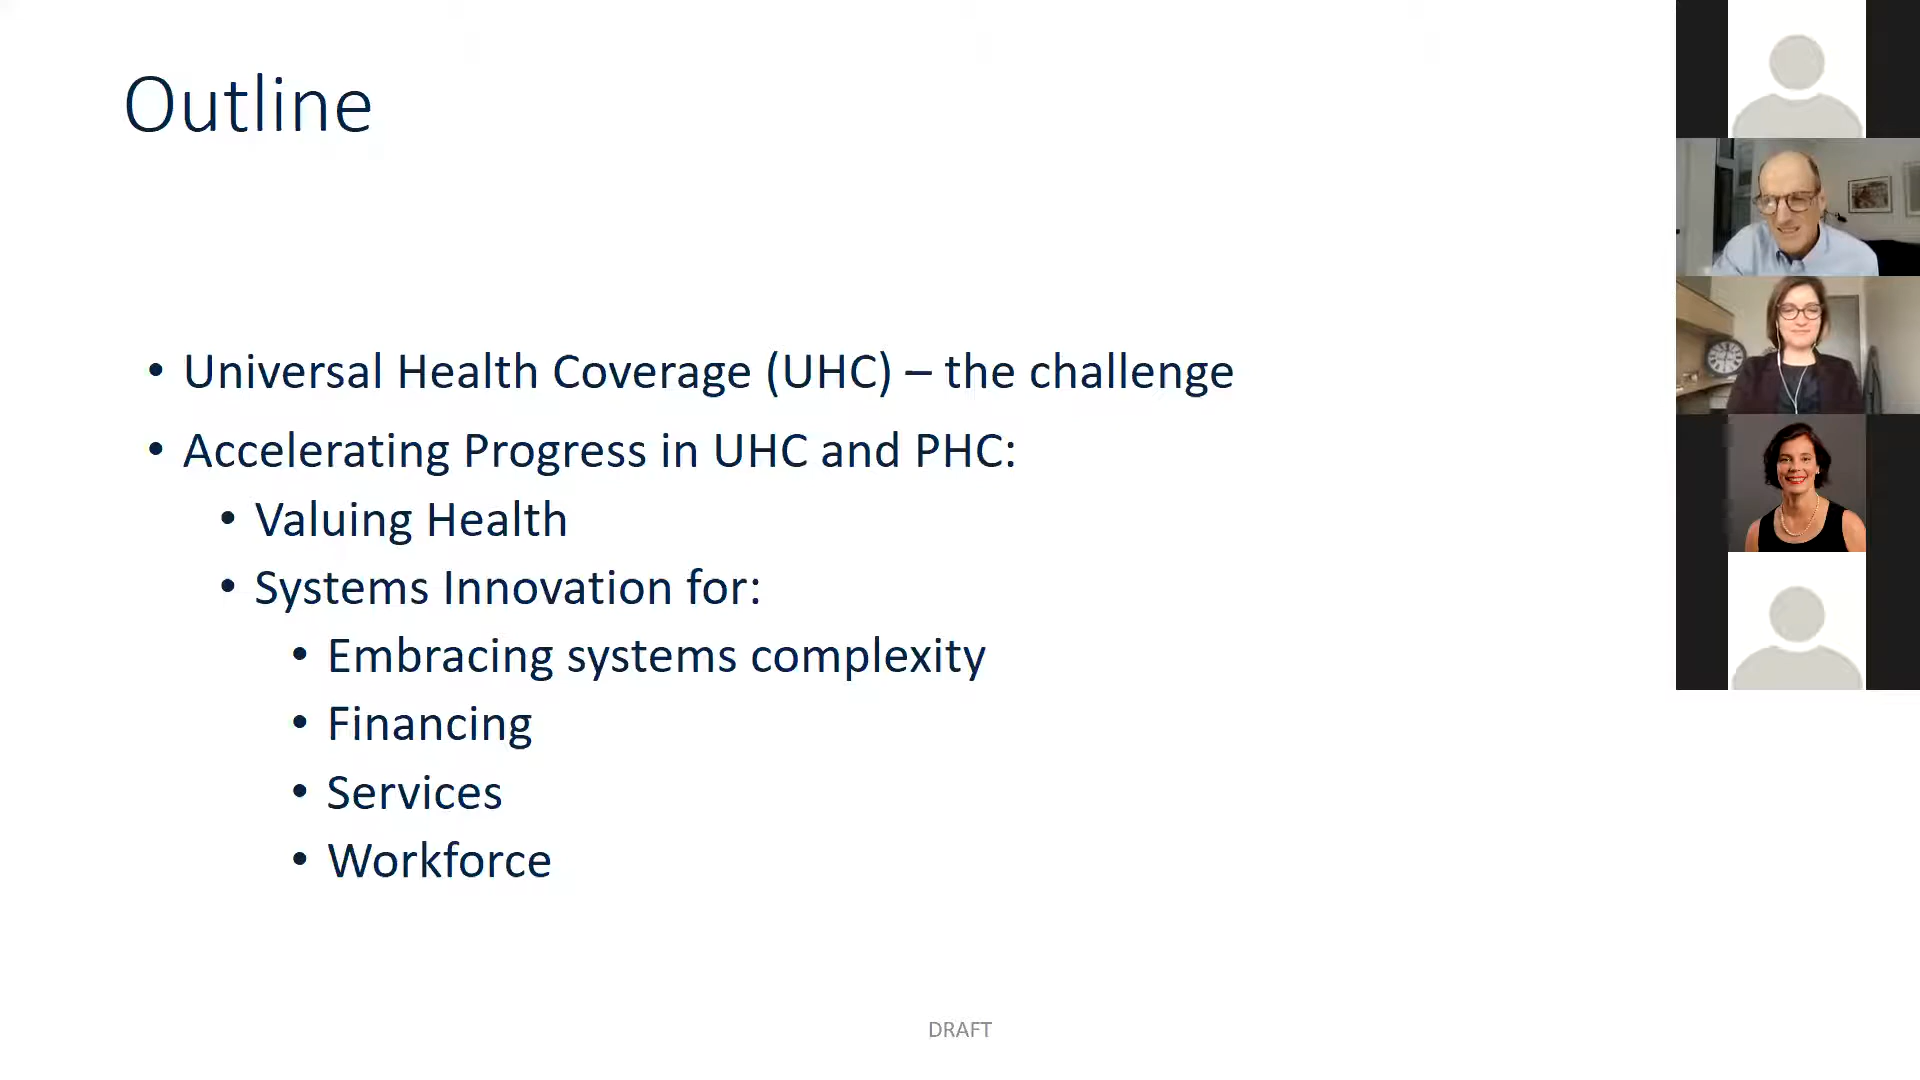 Outline
• Universal Health Coverage (UHC) – the challenge
• Accelerating Progress in UHC and PHC:
• Valuing Health
• Systems Innovation for:
• Embracing systems complexity
• Financing
• Services
• Workforce
DRAFT